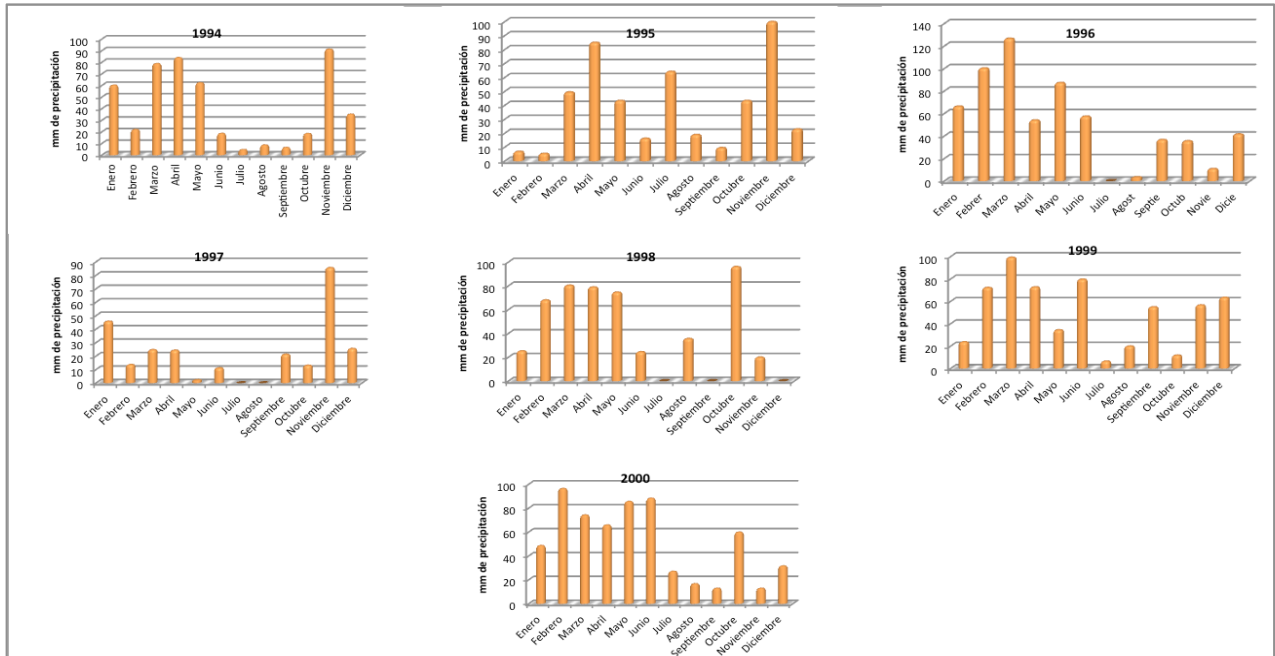 1994
mm de precipitación
100
90
80
70
60
50
40
30
20
10
0
Enero
Febrero
Marzo
Abril
Mayo
Junio
Julio
Agosto
Septiembre
Octubre
Noviembre
Diciembre
1995
mm de precipitación
100
90
80
70
60
50
40
30
20
10
0
Enero
Febrero
Marzo
Abril
Mayo
Junio
Julio
Agosto
Septiembre
Octubre
Noviembre
Diciembre
1996
mm de precipitación
140
120
100
80
60
40
20
0
Enero
Febrer
Marzo
Abril
Mayo
Junio
Julio
Agost
Septie
Octub
Novie
Dicie
1997
mm de precipitación
90
80
70
60
50
40
30
20
10
0
Enero
Febrero
Marzo
Abril
Mayo
Junio
Julio
Agosto
Septiembre
Octubre
Noviembre
Diciembre
1998
mm de precipitación
100
80
60
40
20
0
Enero
Febrero
Marzo
Abril
Mayo
Junio
Julio
Agosto
Septiembre
Octubre
Noviembre
Diciembre
1999
mm de precipitación
100
80
60
40
20
0
Enero
Febrero
Marzo
Abril
Mayo
Junio
Julio
Agosto
Septiembre
Octubre
Noviembre
Diciembre
2000
mm de precipitación
100
80
60
40
20
0
Enero
Febrero
Marzo
Abril
Mayo
Junio
Julio
Agosto
Septiembre
Octubre
Noviembre
Diciembre